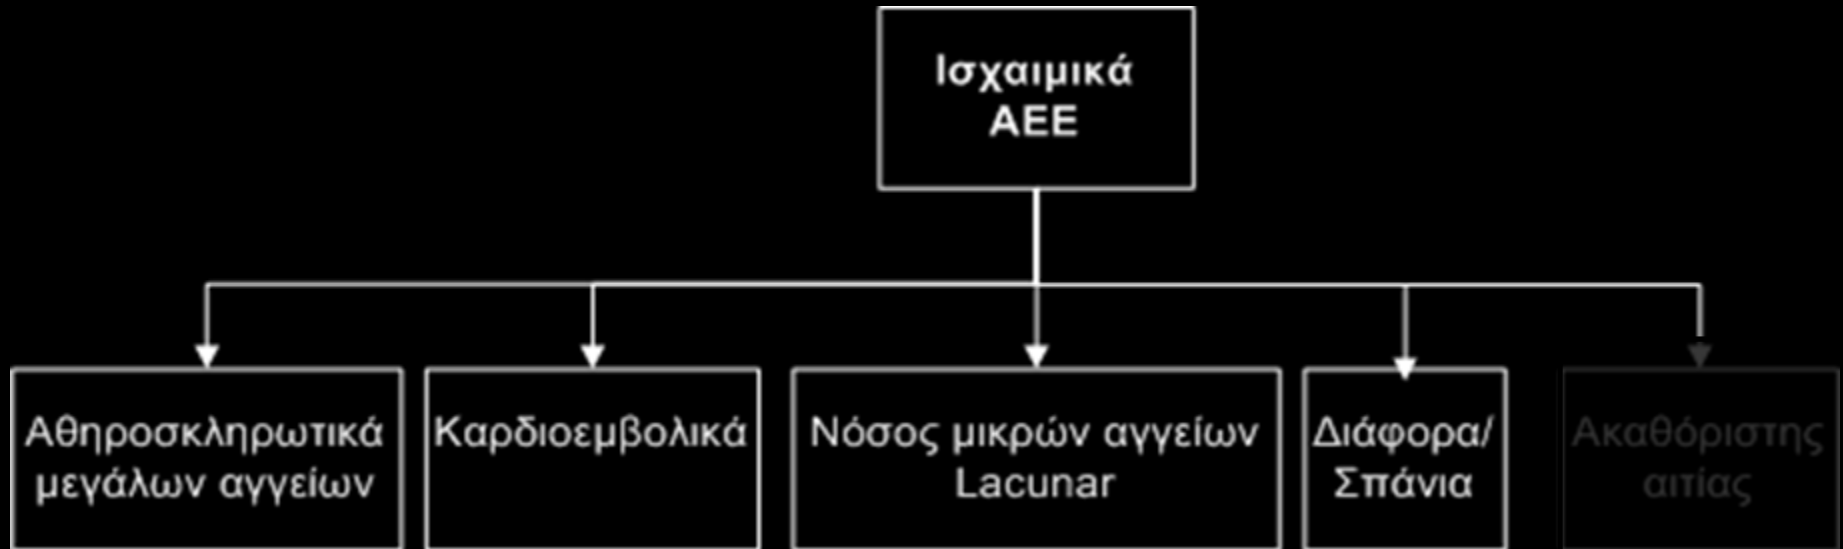 Ισχαιμικά
ΑΕΕ
Αθηροσκληρωτικά
μεγάλων αγγείων
Καρδιοεμβολικά
Νόσος μικρών αγγείων
Lacunar
Διάφορα/
Σπάνια
Ακαθόριστης
αιτίας